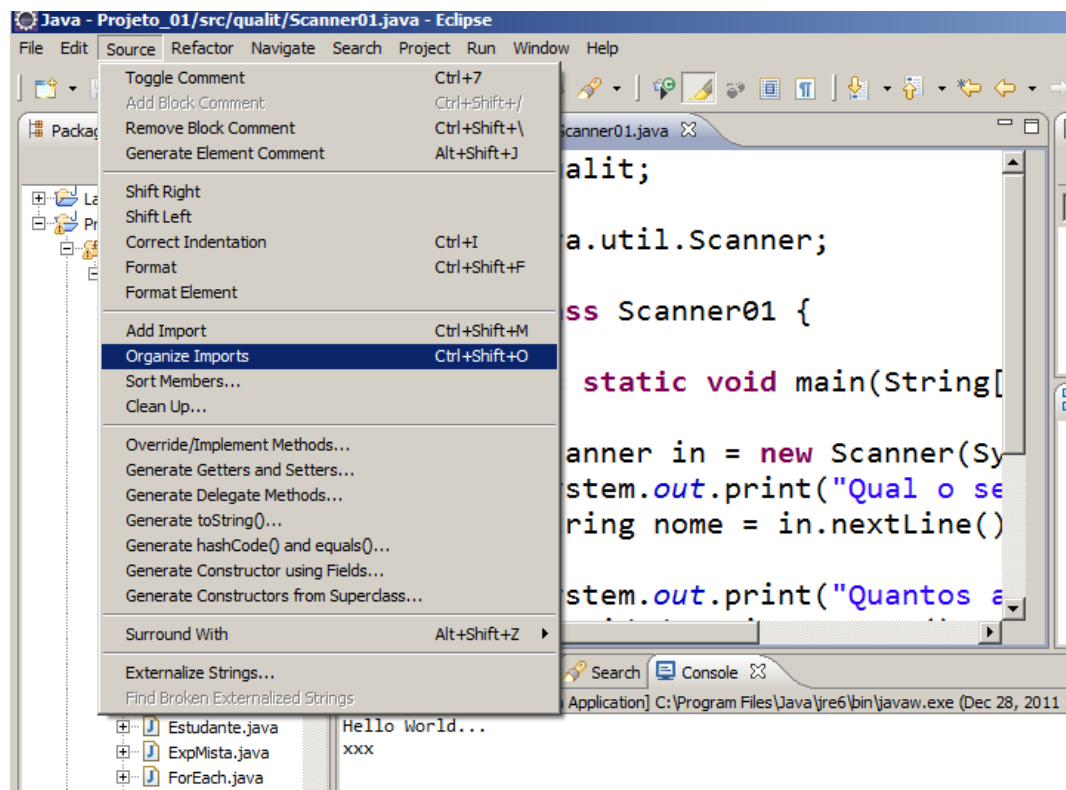 Java - Projeto_01/src/qualit/Scanner01.java - Eclipse
File Edit Source Refactor Navigate Search Project Run Window Help
Toggle Comment Ctrl+7
Add Block Comment Ctrl+Shift+/
Remove Block Comment Ctrl+Shift+\
Generate Element Comment Alt+Shift+J
Shift Right
Shift Left
Correct Indentation Ctrl+I
Format Ctrl+Shift+F
Format Element
Add Import Ctrl+Shift+M
Organize Imports Ctrl+Shift+O
Sort Members...
Clean Up...
Override/Implement Methods...
Generate Getters and Setters...
Generate Delegate Methods...
Generate toString()...
Generate hashCode() and equals()...
Generate Constructor using Fields...
Generate Constructors from Superclass...
Surround With Alt+Shift+Z
Externalize Strings...
Find Broken Externalized Strings
Packag
La
Pr
Estudante.java
ExpMista.java
ForEach.java
Scanner01.java
alit;
a.util.Scanner;
ss Scanner01 {
static void main(String[
anner in = new Scanner(Sy
stem.out.print("Qual o se
ring nome = in.nextLine()
stem.out.print("Quantos a
Search Console
Application] C:\Program Files\Java\jre6\bin\javaw.exe (Dec 28, 2011
Hello World...
xxx